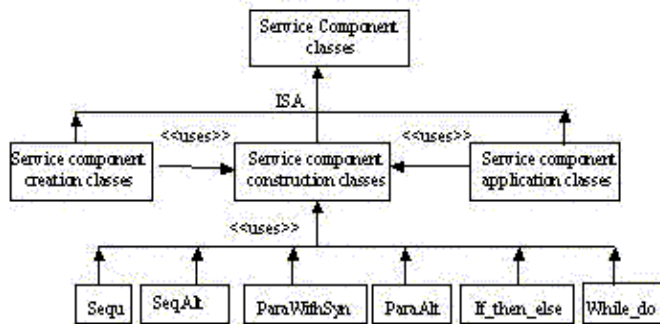 Service Component
classes
ISA
<<uses>>
<<uses>>
Service component
creation classes
Service component
construction classes
Service component
application classes
<<uses>>
Sequ
SeqAlt
ParaWithSyn
ParaAlt
If_then_else
While_do